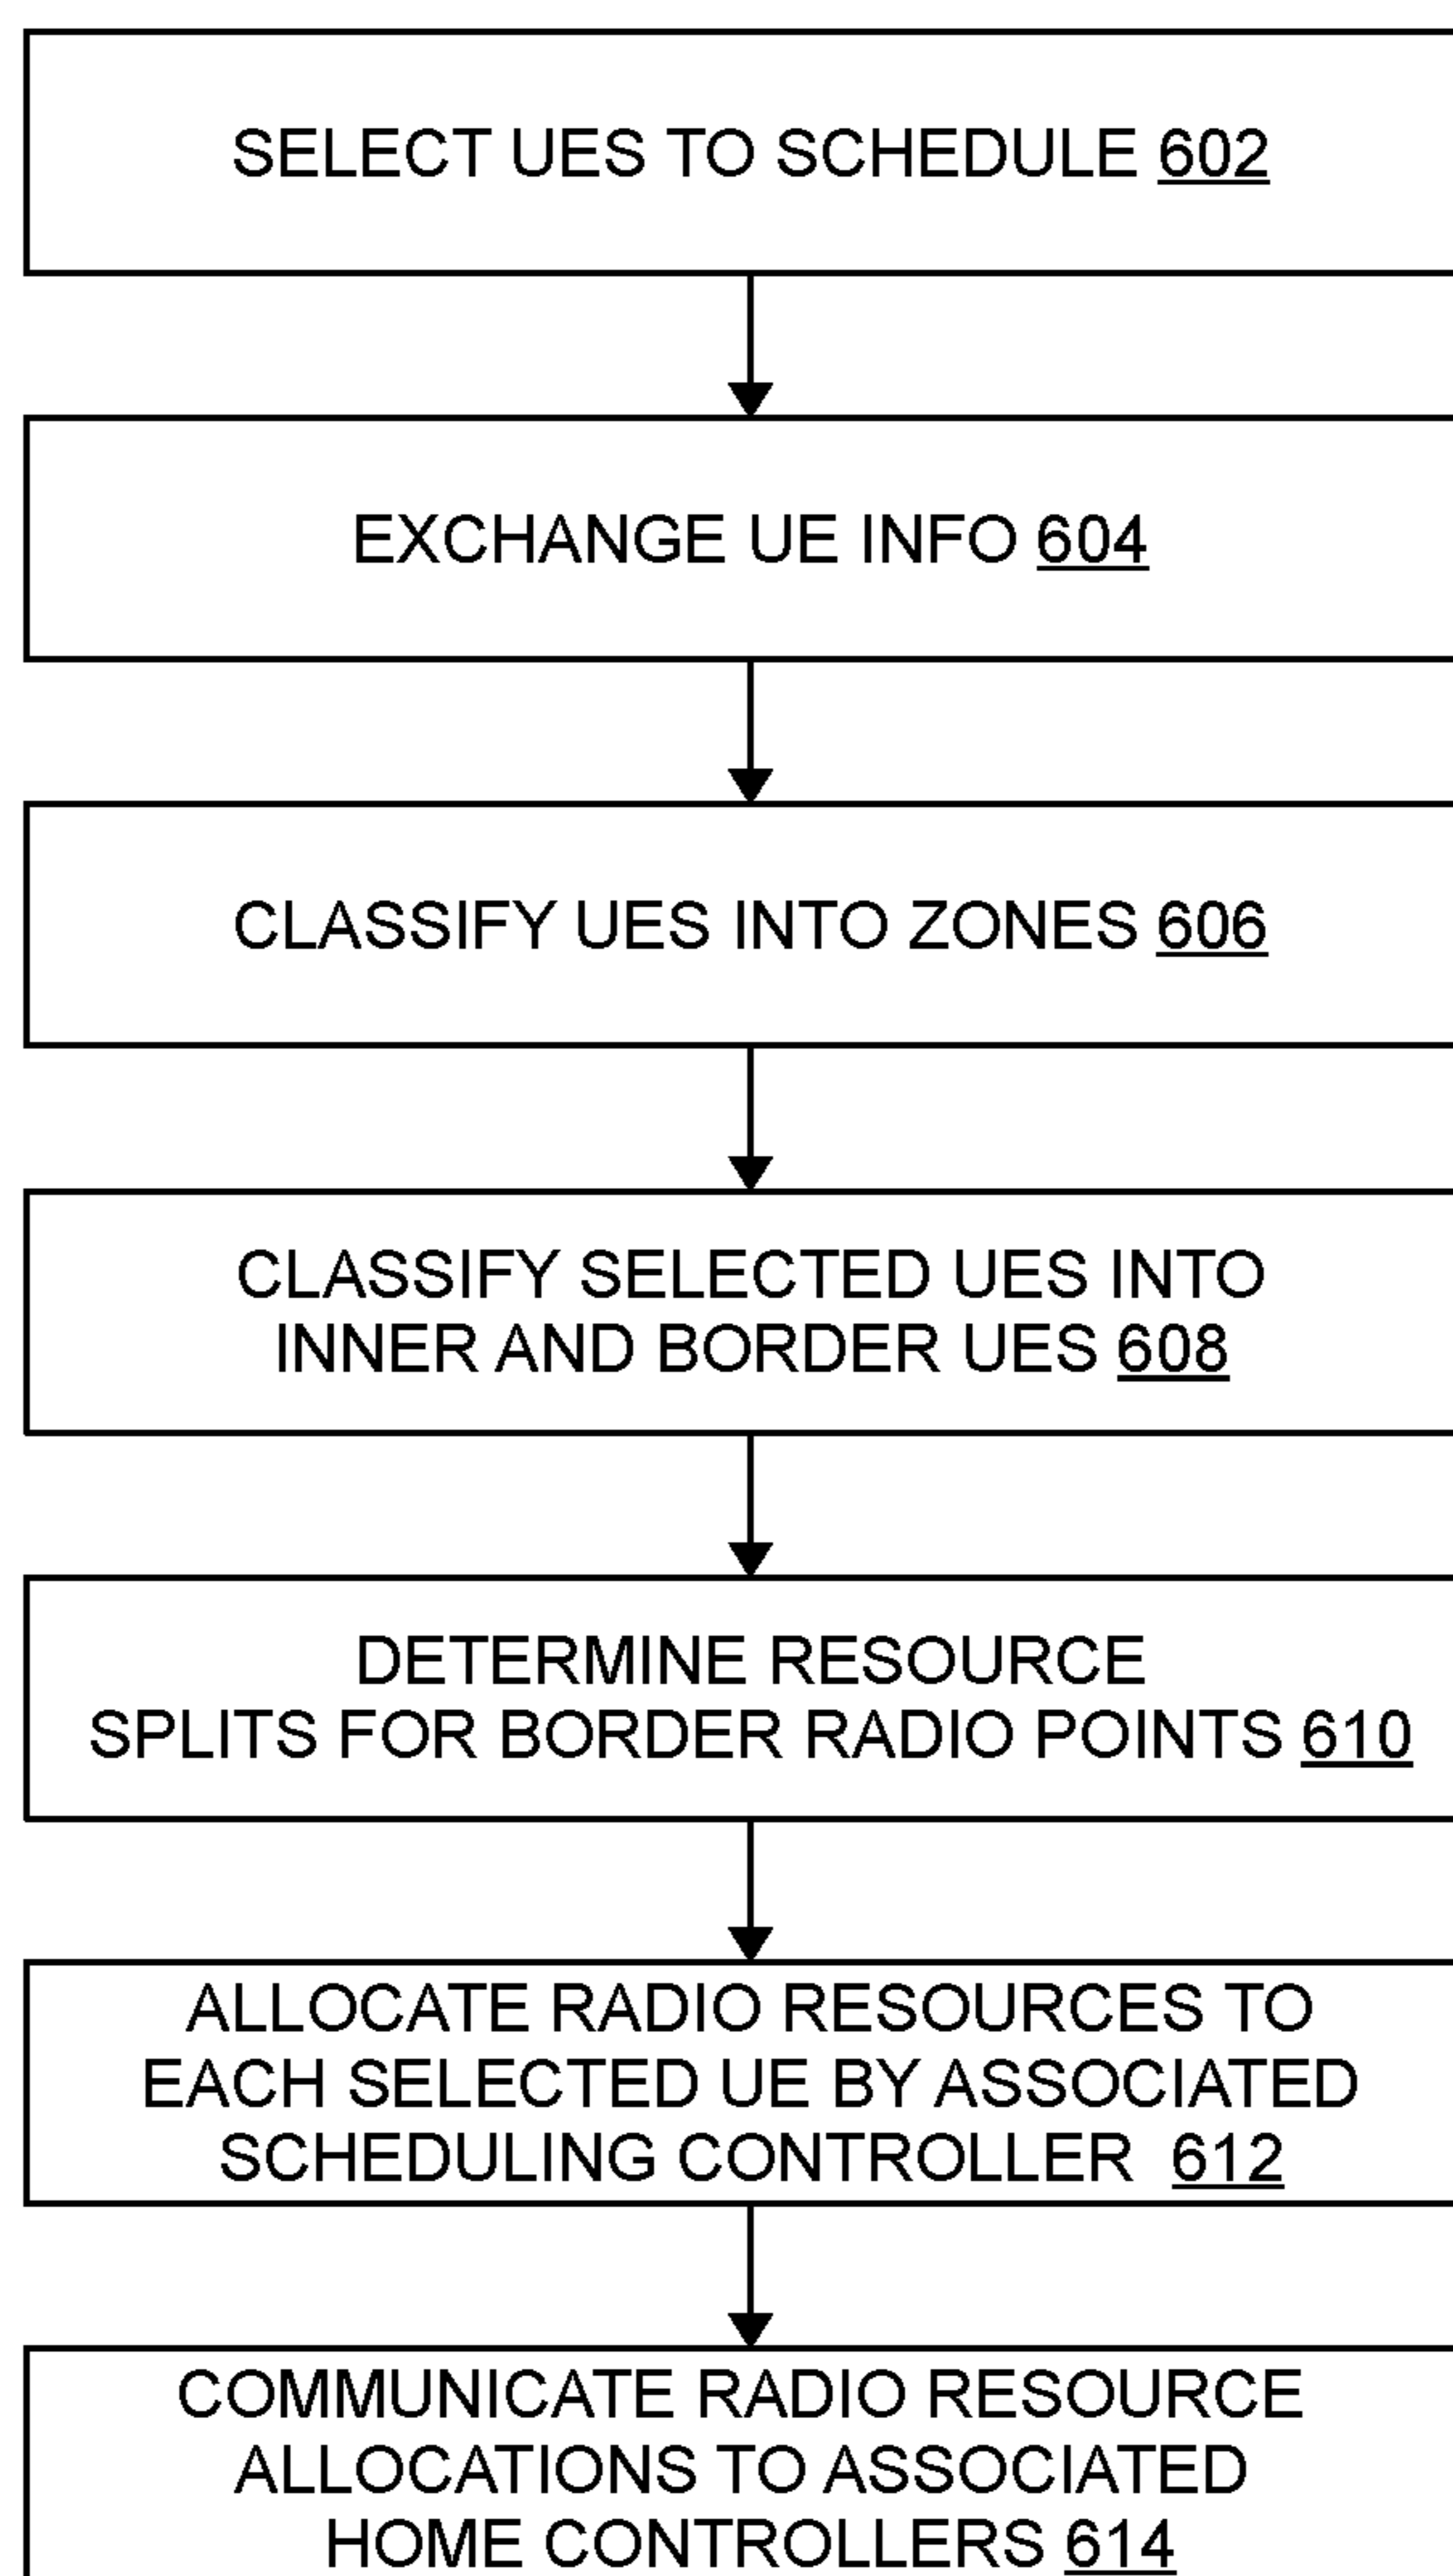 SELECT UES TO SCHEDULE 602
EXCHANGE UE INFO 604
CLASSIFY UES INTO ZONES 606
CLASSIFY SELECTED UES INTO
INNER AND BORDER UES 608
DETERMINE RESOURCE
SPLITS FOR BORDER RADIO POINTS 610
ALLOCATE RADIO RESOURCES TO
EACH SELECTED UE BY ASSOCIATED
SCHEDULING CONTROLLER 612
COMMUNICATE RADIO RESOURCE
ALLOCATIONS TO ASSOCIATED
HOME CONTROLLERS 614